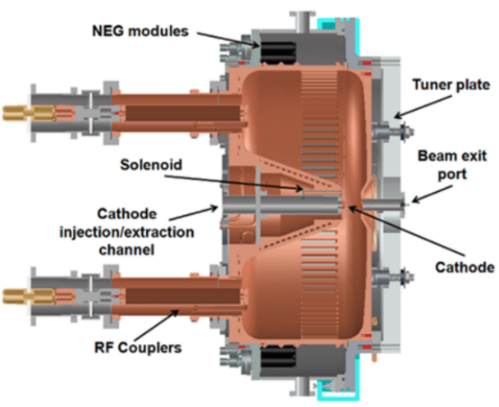 NEG modules
Tuner plate
Solenoid
Beam exit
port
Cathode
injection/extraction
channel
Cathode
RF Couplers